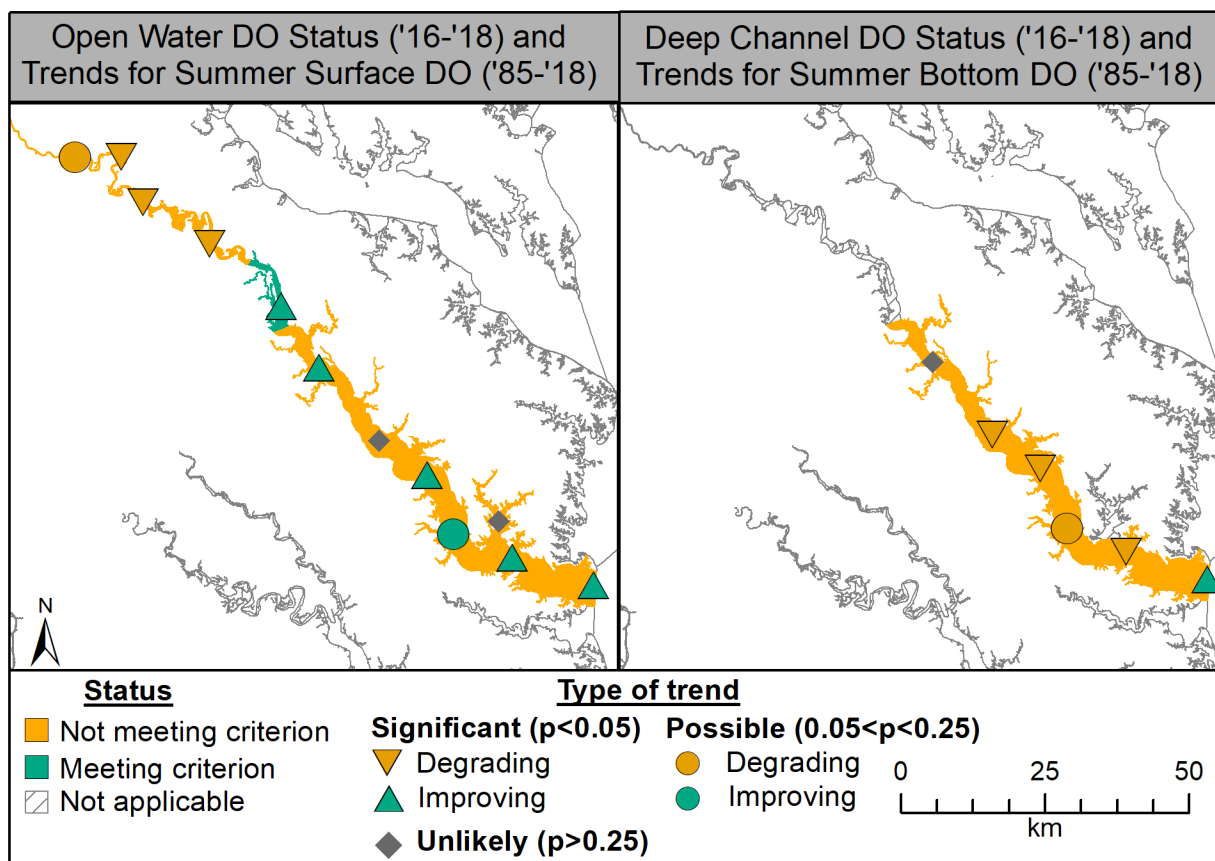 Open Water DO Status ('16-'18) and
Trends for Summer Surface DO ('85-'18)
Deep Channel DO Status ('16-'18) and
Trends for Summer Bottom DO ('85-'18)
N
Status
Not meeting criterion
Meeting criterion
Not applicable
Type of trend
Significant (p<0.05)
Degrading
Improving
Unlikely (p>0.25)
Possible (0.05<p<0.25)
Degrading
Improving
0 25 50
km